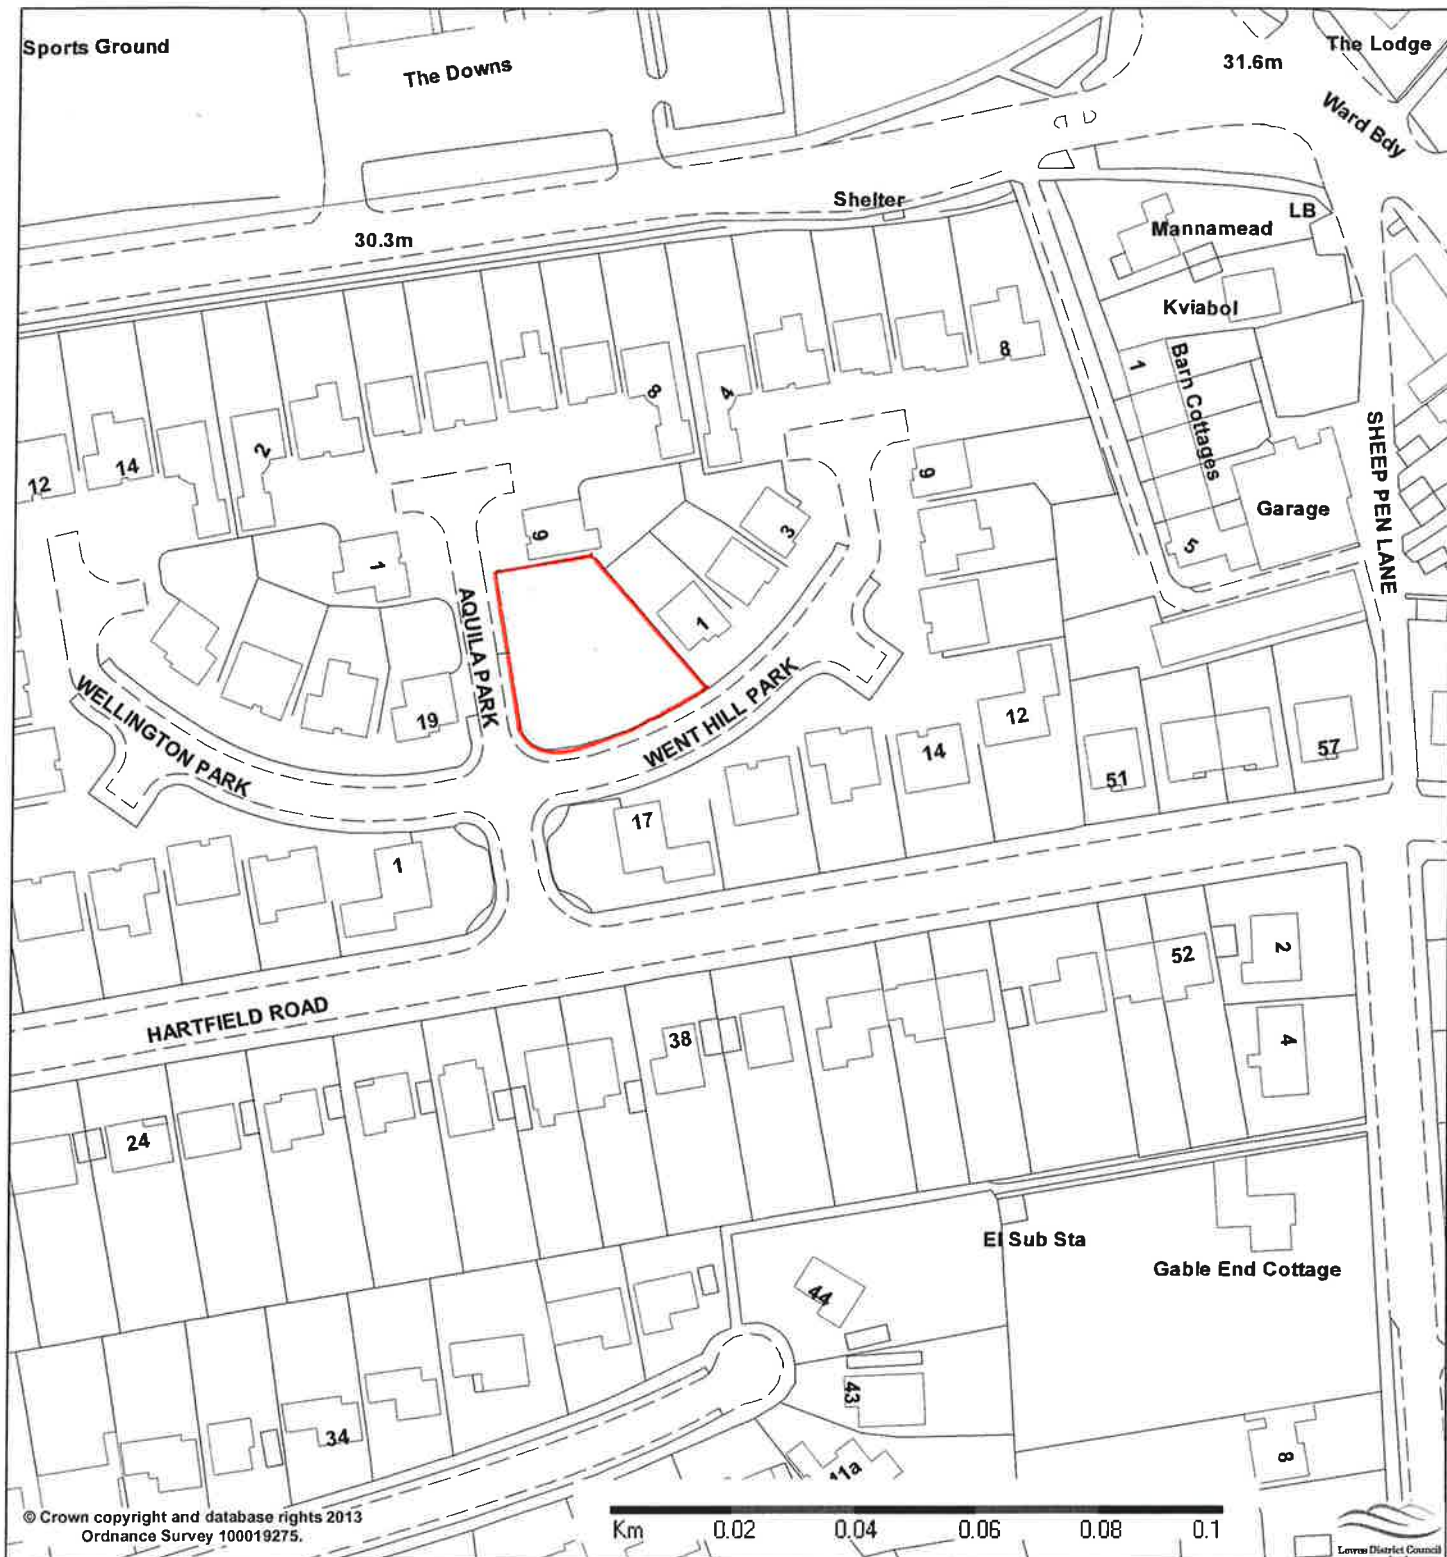 Sports Ground
The Downs
The Lodge
31.6m
Ward Bdy
Shelter
LB
Mannamead
30.3m
Kviabol
1
Barn Cottages
8
8
4
2
14
12
SHEEP PEN LANE
9
Garage
5
9
3
1
1
AQUILA PARK
WENT HILL PARK
WELLINGTON PARK
19
12
14
51
57
17
1
2
52
HARTFIELD ROAD
38
4
24
El Sub Sta
Gable End Cottage
44
43
34
11a
8
© Crown copyright and database rights 2013
Ordnance Survey 100019275.
Km 0.02 0.04 0.06 0.08 0.1
Lewes District Council